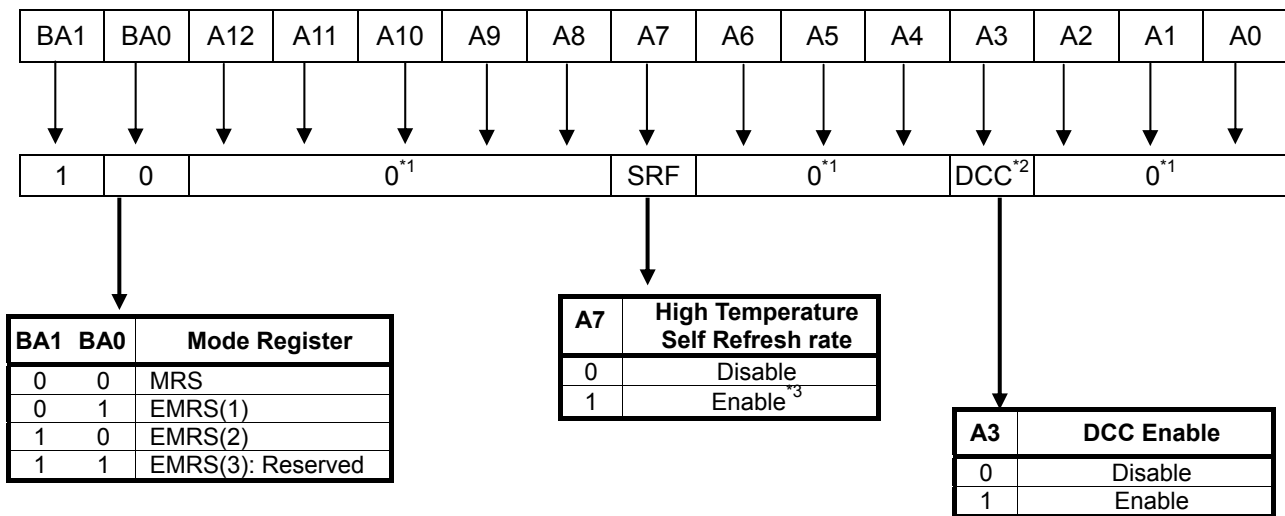 BA1 BA0 A12 A11 A10 A9 A8 A7 A6 A5 A4 A3 A2 A1 A0
1 0 0*1 SRF 0*1 DCC*2 0*1
BA1 BA0 Mode Register
0 0 MRS
0 1 EMRS(1)
1 0 EMRS(2)
1 1 EMRS(3): Reserved
A7 High Temperature
Self Refresh rate
0 Disable
1 Enable*3
A3 DCC Enable
0 Disable
1 Enable